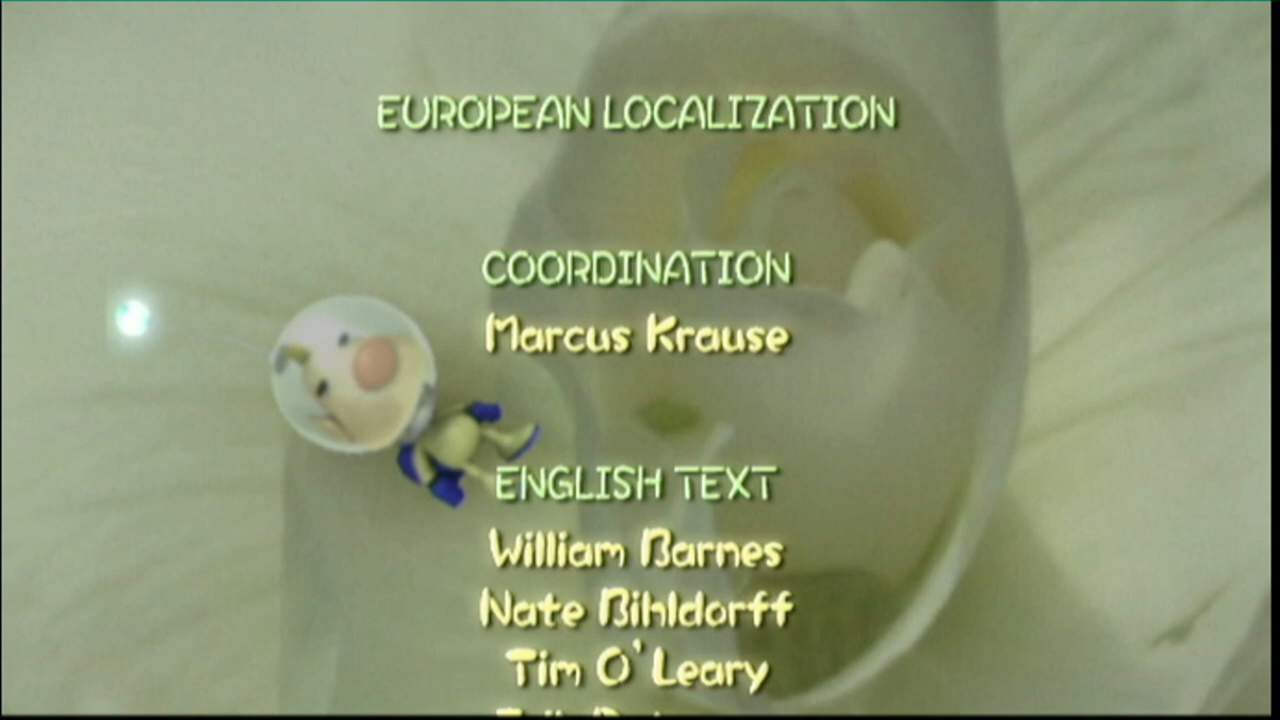 EUROPEAN LOCALIZATION
COORDINATION
Marcus Krause
ENGLISH TEXT
William Barnes
Nate Bihldorff
Tim O'Leary